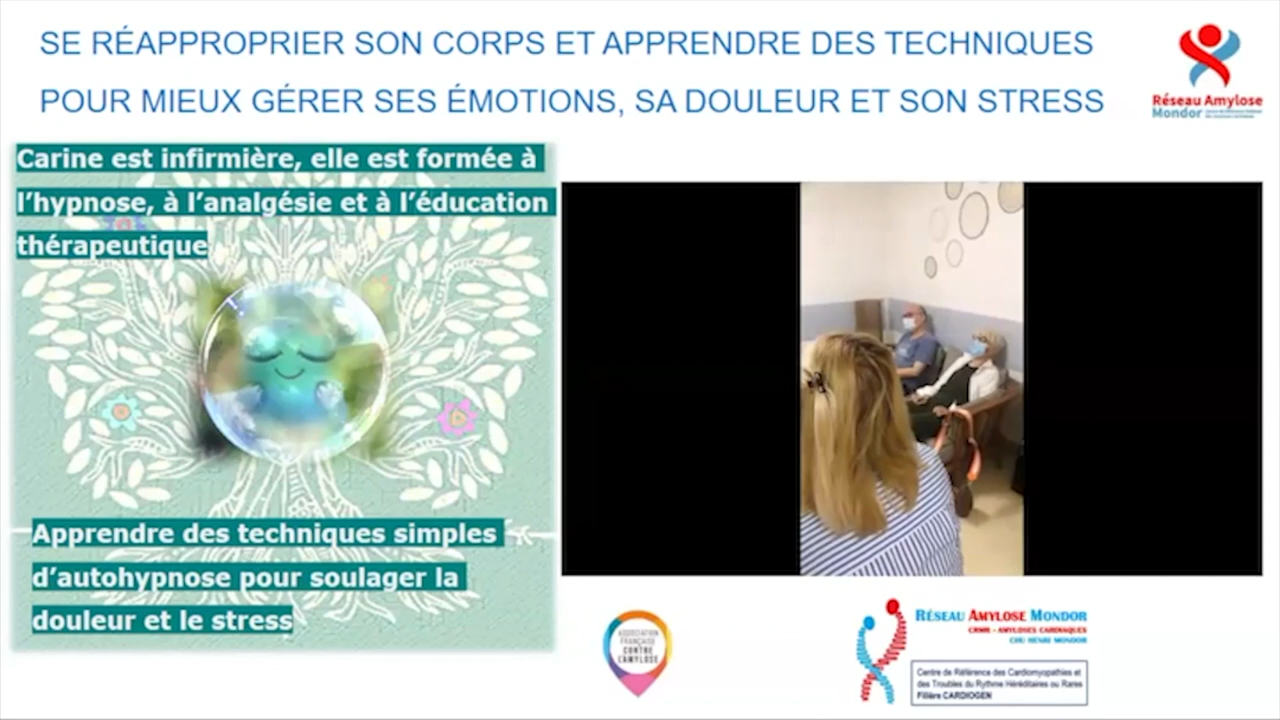 SE RÉAPPROPRIER SON CORPS ET APPRENDRE DES TECHNIQUES
POUR MIEUX GÉRER SES ÉMOTIONS, SA DOULEUR ET SON STRESS
Réseau Amylose
Mondor
Carine est infirmière, elle est formée à
l'hypnose, à l'analgésie et à l'éducation
thérapeutique
Apprendre des techniques simples
d'autohypnose pour soulager la
douleur et le stress
ASSOCIATION
FRANÇAISE
CONTRE
L'AMYLOSE
RÉSEAU AMYLOSE MONDOR
CRMR - AMYLOSES CARDIAQUES
CHU HENRI MONDOR
Centre de Référence des Cardiomyopathies et
des Troubles du Rythme Héréditaires ou Rares
Filière CARDIOGEN